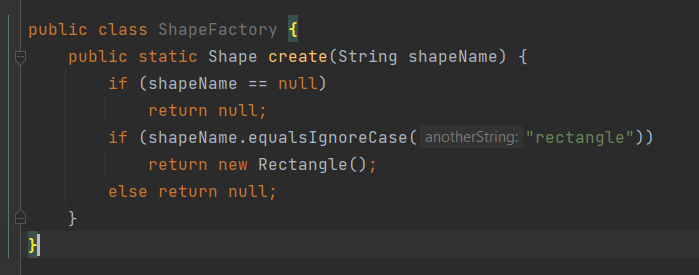 public class ShapeFactory {
public static Shape create(String shapeName) {
if (shapeName == null)
return null;
if (shapeName.equalsIgnoreCase( anotherString: "rectangle"))
return new Rectangle();
else return null;
}
}